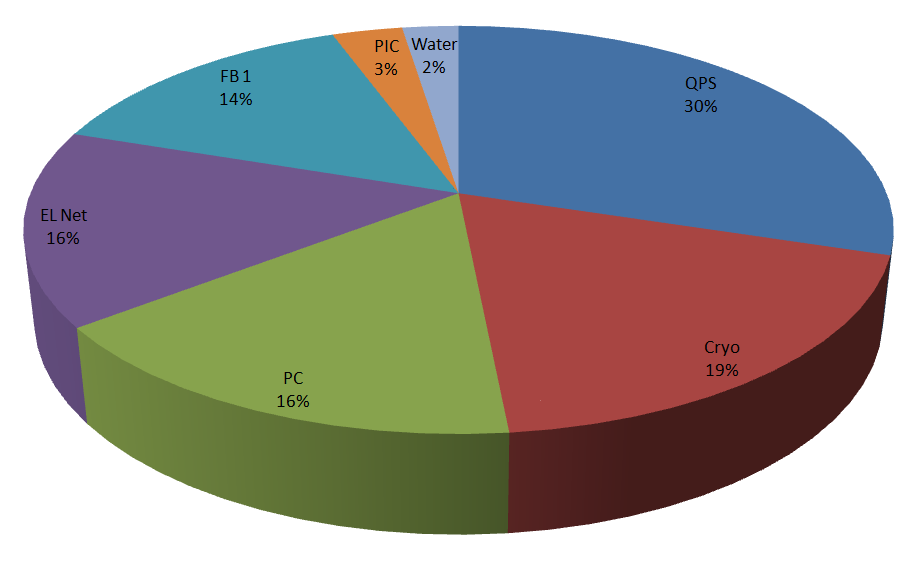 PIC
3%
Water
2%
FB 1
14%
QPS
30%
EL Net
16%
Cryo
19%
PC
16%